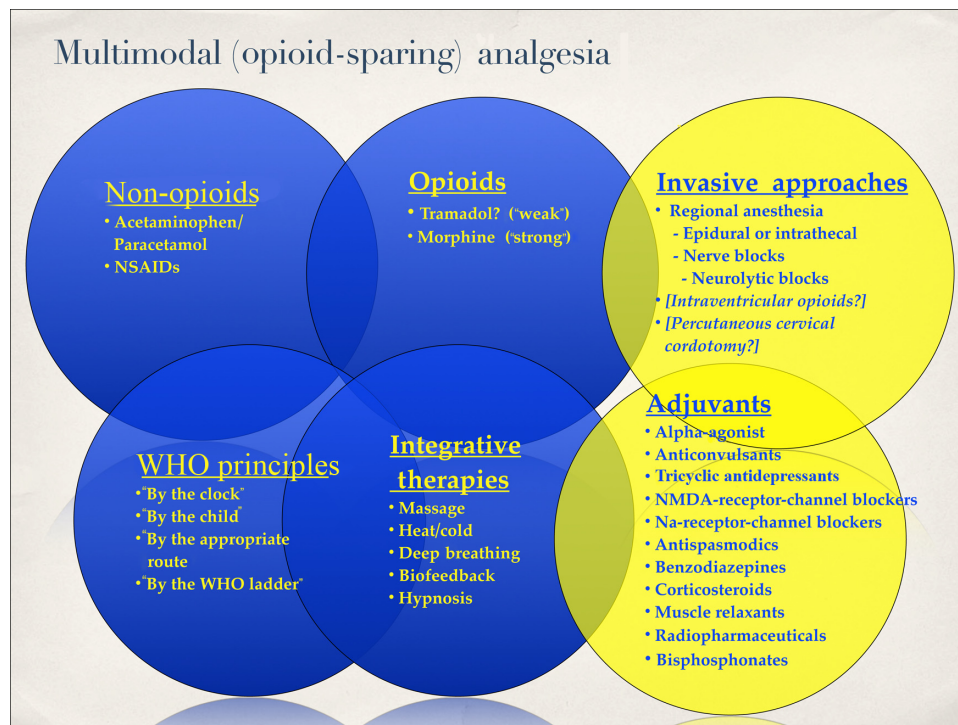 Multimodal (opioid-sparing) analgesia
Non-opioids
• Acetaminophen/
Paracetamol
• NSAIDs
Opioids
• Tramadol? ("weak")
• Morphine ("strong")
Invasive approaches
• Regional anesthesia
- Epidural or intrathecal
- Nerve blocks
- Neurolytic blocks
• [Intraventricular opioids?]
• [Percutaneous cervical
cordotomy?]
WHO principles
• "By the clock"
• "By the child"
• "By the appropriate
route
• "By the WHO ladder"
Integrative
therapies
• Massage
• Heat/cold
• Deep breathing
• Biofeedback
• Hypnosis
Adjuvants
• Alpha-agonist
• Anticonvulsants
• Tricyclic antidepressants
• NMDA-receptor-channel blockers
• Na-receptor-channel blockers
• Antispasmodics
• Benzodiazepines
• Corticosteroids
• Muscle relaxants
• Radiopharmaceuticals
• Bisphosphonates